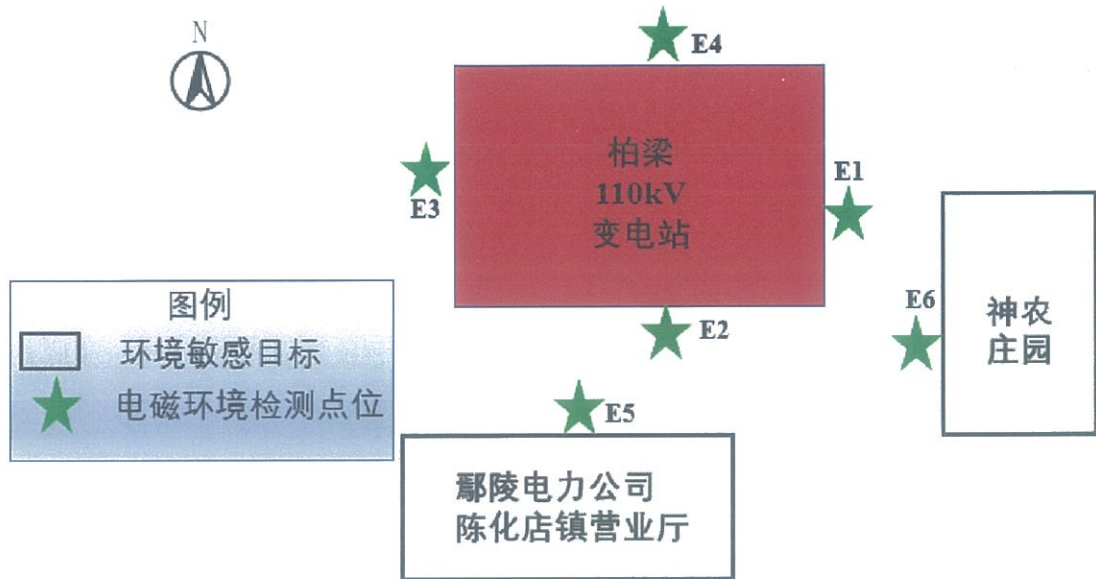 N
E4
柏梁
110kV
变电站
E1
E3
E2
E6
神农
庄园
图例
环境敏感目标
电磁环境检测点位
E5
鄢陵电力公司
陈化店镇营业厅